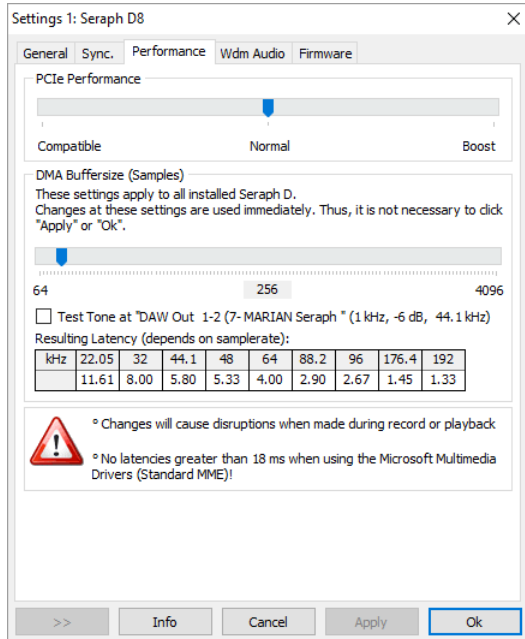 Settings 1: Seraph D8
General Sync. Performance Wdm Audio Firmware
PCIe Performance
Compatible Normal Boost
DMA Buffersize (Samples)
These settings apply to all installed Seraph D.
Changes at these settings are used immediately. Thus, it is not necessary to click
"Apply" or "Ok".
64 256 4096
Test Tone at "DAW Out 1-2 (7- MARIAN Seraph " (1 kHz, -6 dB, 44.1 kHz)
Resulting Latency (depends on samplerate):
kHz 22.05 32 44.1 48 64 88.2 96 176.4 192
11.61 8.00 5.80 5.33 4.00 2.90 2.67 1.45 1.33
° Changes will cause disruptions when made during record or playback
° No latencies greater than 18 ms when using the Microsoft Multimedia
Drivers (Standard MME)!
>> Info Cancel Apply Ok